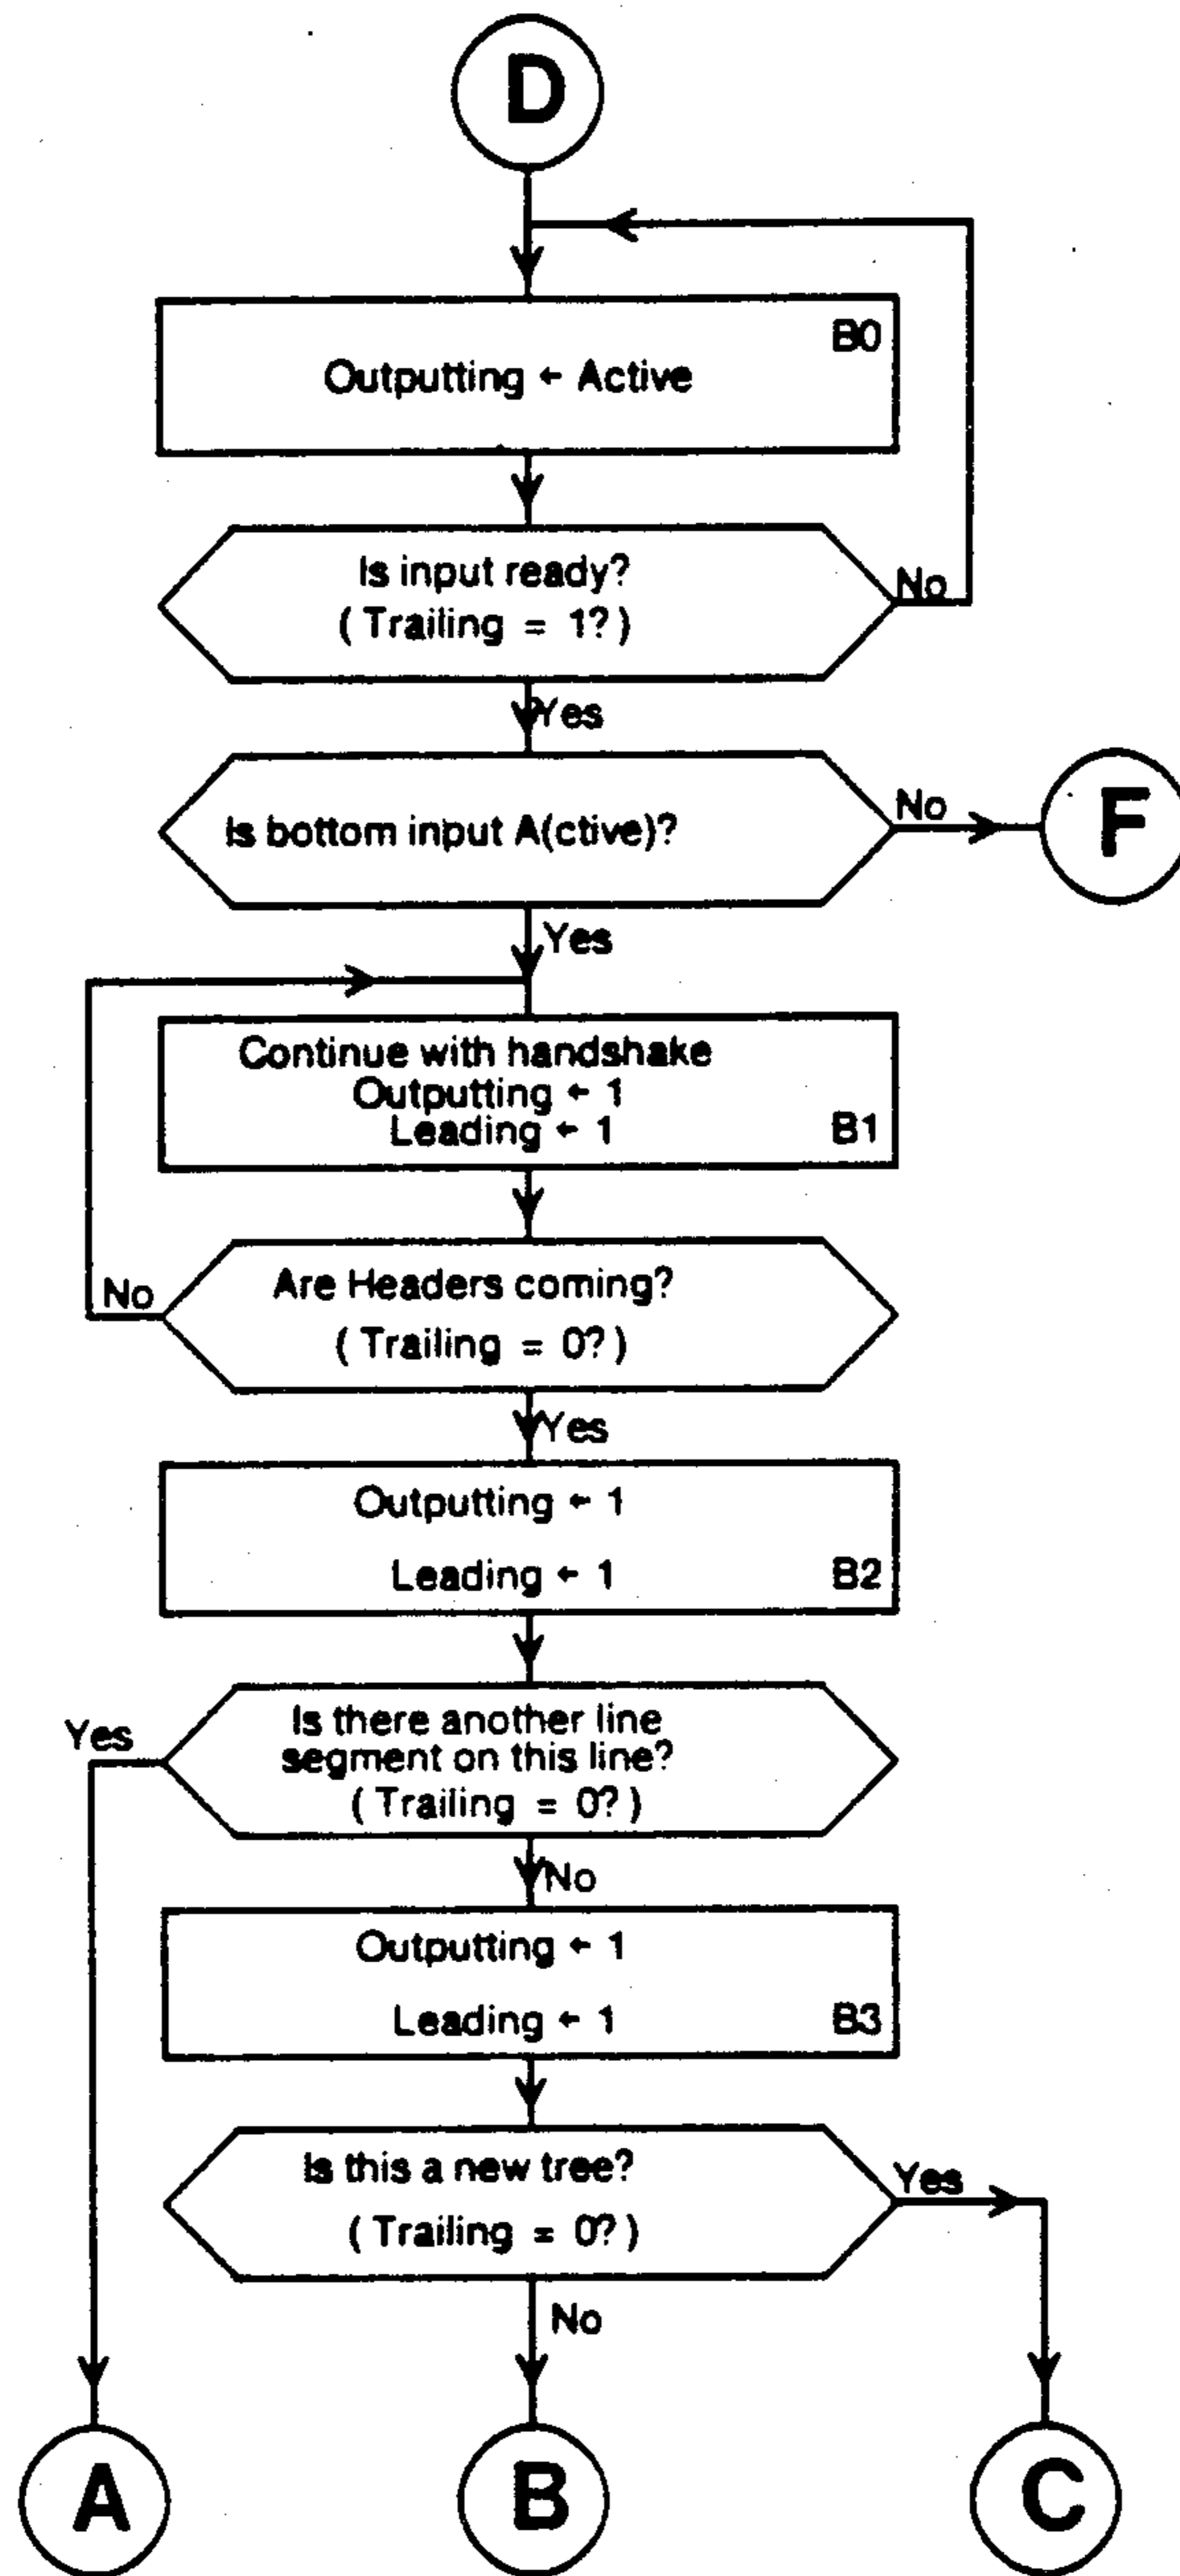 D
B0
Outputting ← Active
Is input ready?
( Trailing = 1?)
No
Yes
Is bottom input A(ctive)?
No
F
Yes
Continue with handshake
Outputting ← 1
Leading ← 1
B1
Are Headers coming?
No
( Trailing = 0?)
Yes
Outputting ← 1
Leading ← 1
B2
Is there another line
Yes
segment on this line?
( Trailing = 0?)
No
Outputting ← 1
Leading ← 1
B3
Is this a new tree?
Yes
( Trailing = 0?)
No
A
B
C